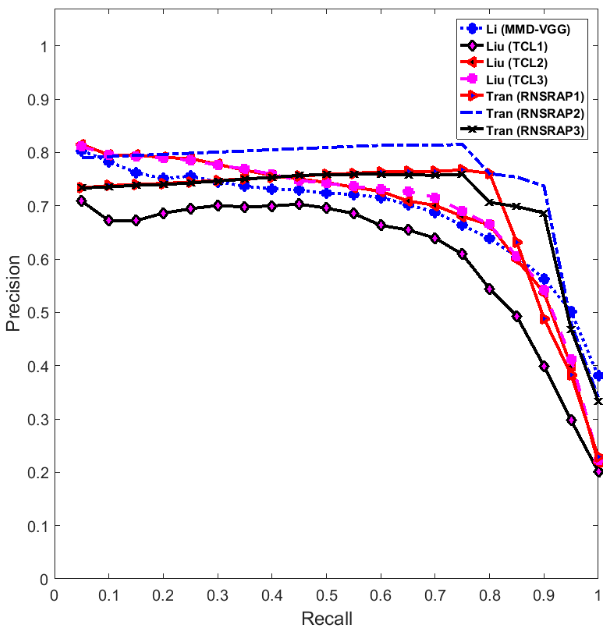 Li (MMD-VGG)
Liu (TCL1)
Liu (TCL2)
Liu (TCL3)
Tran (RNSRAP1)
Tran (RNSRAP2)
Tran (RNSRAP3)
1
0.9
0.8
0.7
0.6
0.5
0.4
0.3
0.2
0.1
0
Precision
0 0.1 0.2 0.3 0.4 0.5 0.6 0.7 0.8 0.9 1
Recall